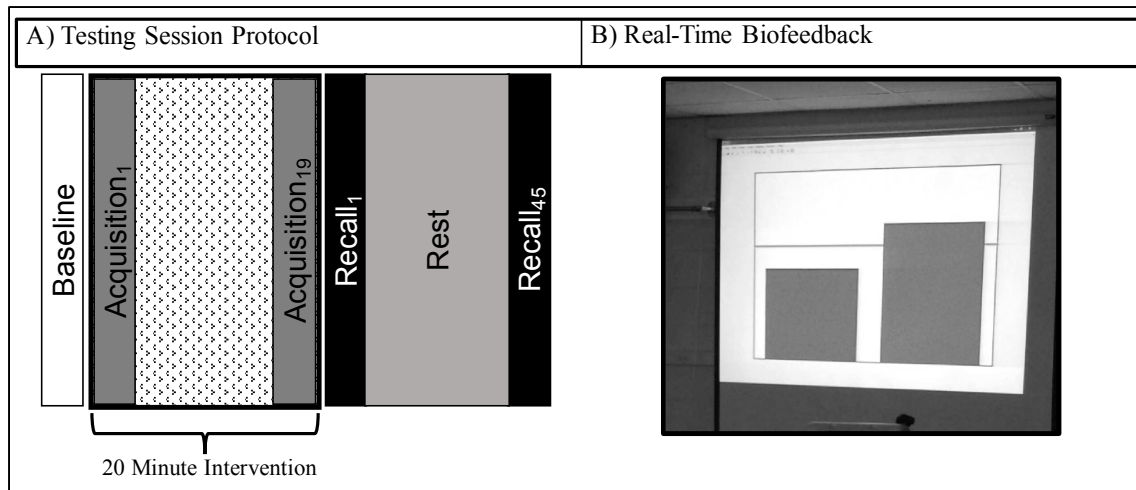 A) Testing Session Protocol
B) Real-Time Biofeedback
Baseline
Acquisition₁
Acquisition₁₉
Recall₁
Rest
Recall₄₅
20 Minute Intervention